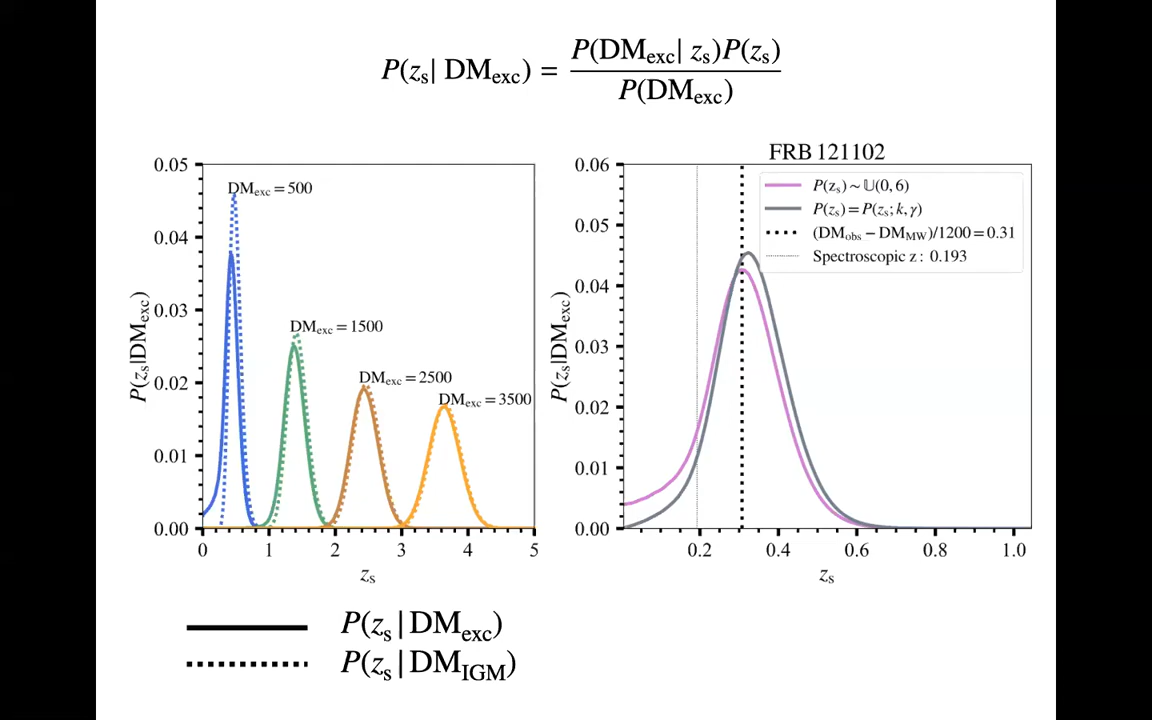 P(z_s| DM_exc) = P(DM_exc| z_s)P(z_s) / P(DM_exc)
0.05
0.04
0.03
0.02
0.01
0.00
P(z_s|DM_exc)
DM_exc = 500
DM_exc = 1500
DM_exc = 2500
DM_exc = 3500
0 1 2 3 4 5
z_s
FRB 121102
0.06
0.05
0.04
0.03
0.02
0.01
0.00
P(z_s|DM_exc)
P(z_s) ~ 𝕌(0, 6)
P(z_s) = P(z_s; k, γ)
(DM_obs − DM_MW)/1200 = 0.31
Spectroscopic z: 0.193
0.2 0.4 0.6 0.8 1.0
z_s
P(z_s | DM_exc)
P(z_s | DM_IGM)